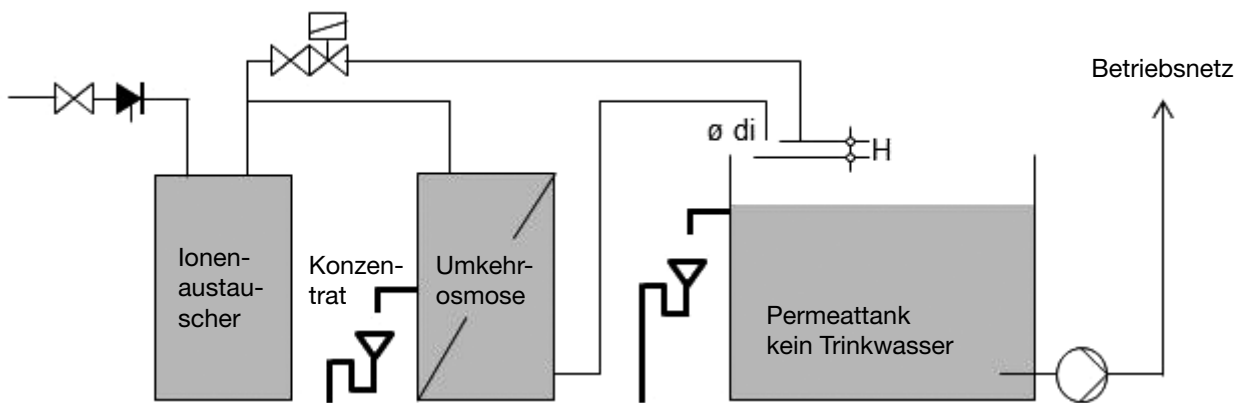 Betriebsnetz
ø di
H
Ionen-
austau-
scher
Konzen-
trat
Umkehr-
osmose
Permeattank
kein Trinkwasser